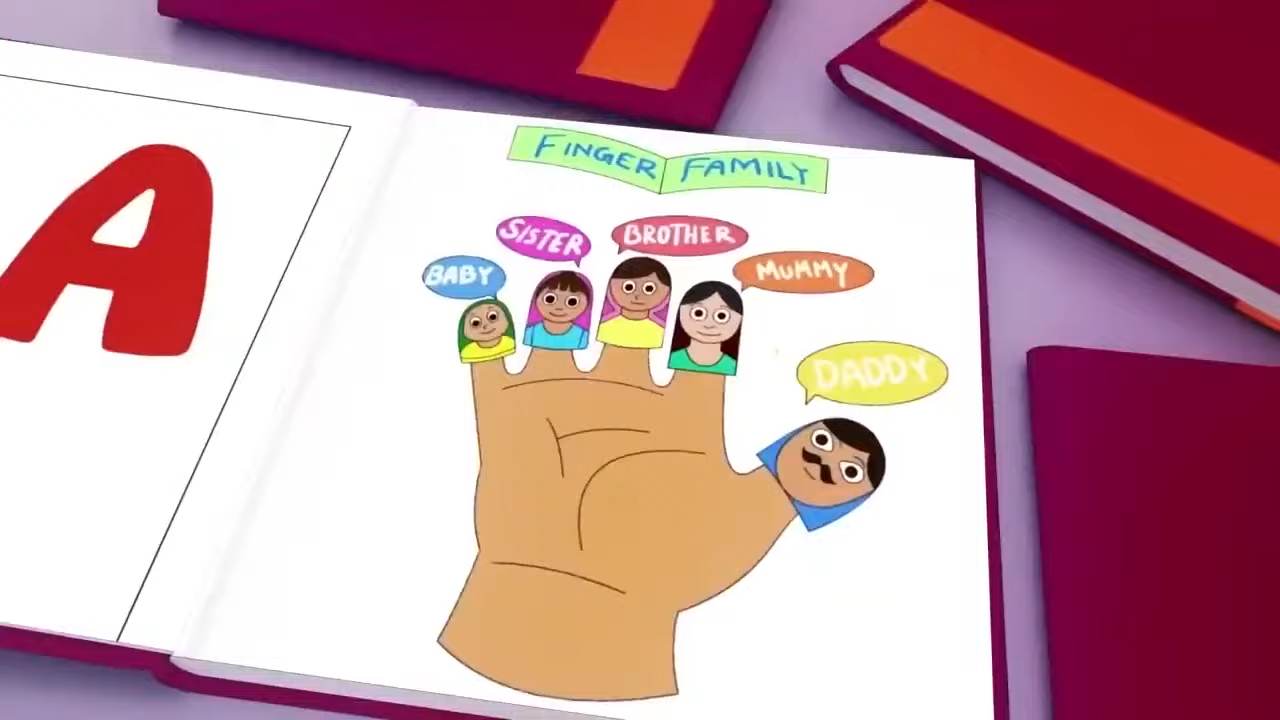 A
FINGER FAMILY
SISTER
BROTHER
BABY
MUMMY
DADDY